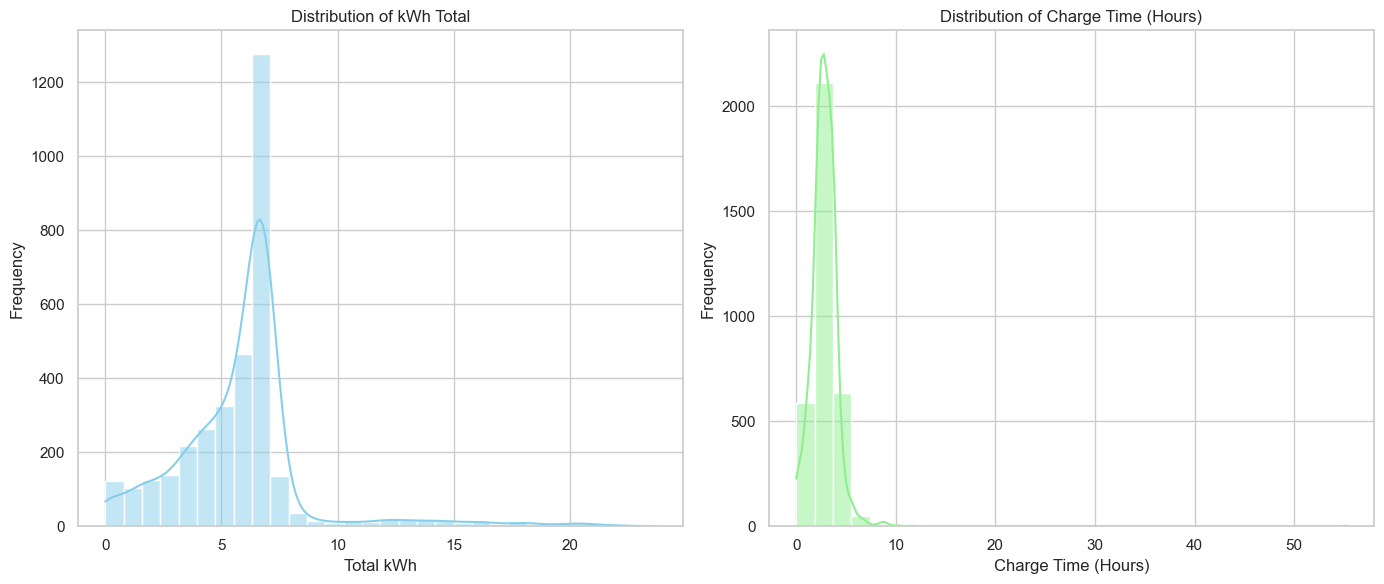 Distribution of kWh Total
1200
1000
800
600
400
200
0
Frequency
0 5 10 15 20
Total kWh
Distribution of Charge Time (Hours)
2000
1500
1000
500
0
Frequency
0 10 20 30 40 50
Charge Time (Hours)